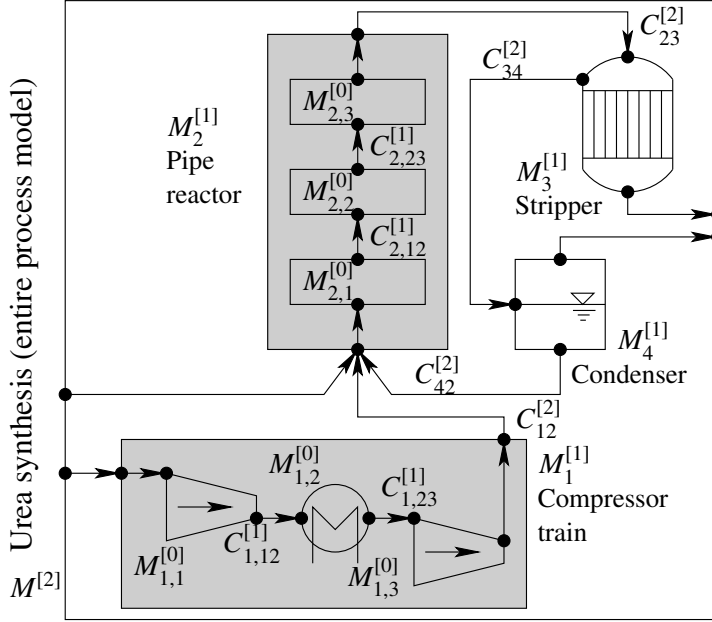 C_{23}^{[2]}
C_{34}^{[2]}
M_{2,3}^{[0]}
M_2^{[1]}
Pipe
reactor
C_{2,23}^{[1]}
M_{2,2}^{[0]}
M_3^{[1]}
Stripper
C_{2,12}^{[1]}
M_{2,1}^{[0]}
M_4^{[1]}
Condenser
C_{42}^{[2]}
C_{12}^{[2]}
M_{1,2}^{[0]}
C_{1,23}^{[1]}
M_1^{[1]}
Compressor
train
C_{1,12}^{[1]}
M_{1,1}^{[0]}
M_{1,3}^{[0]}
Urea synthesis (entire process model)
M^{[2]}